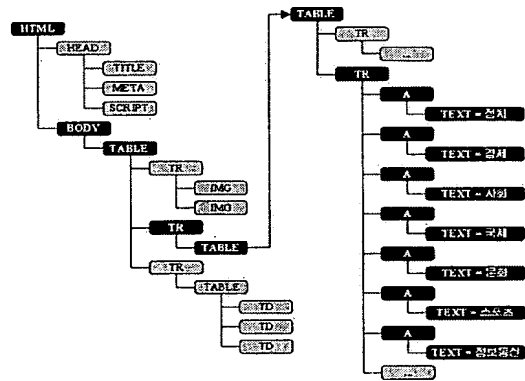 HTML
HEAD
TITLE
META
SCRIPT
BODY
TABLE
TR
IMG
IMG
TR
TABLE
TR
TABLE
TD
TD
TD
TABLE
TR
...
TR
A
TEXT = 정치
A
TEXT = 경제
A
TEXT = 사회
A
TEXT = 국제
A
TEXT = 문화
A
TEXT = 스포츠
A
TEXT = 정보통신
...